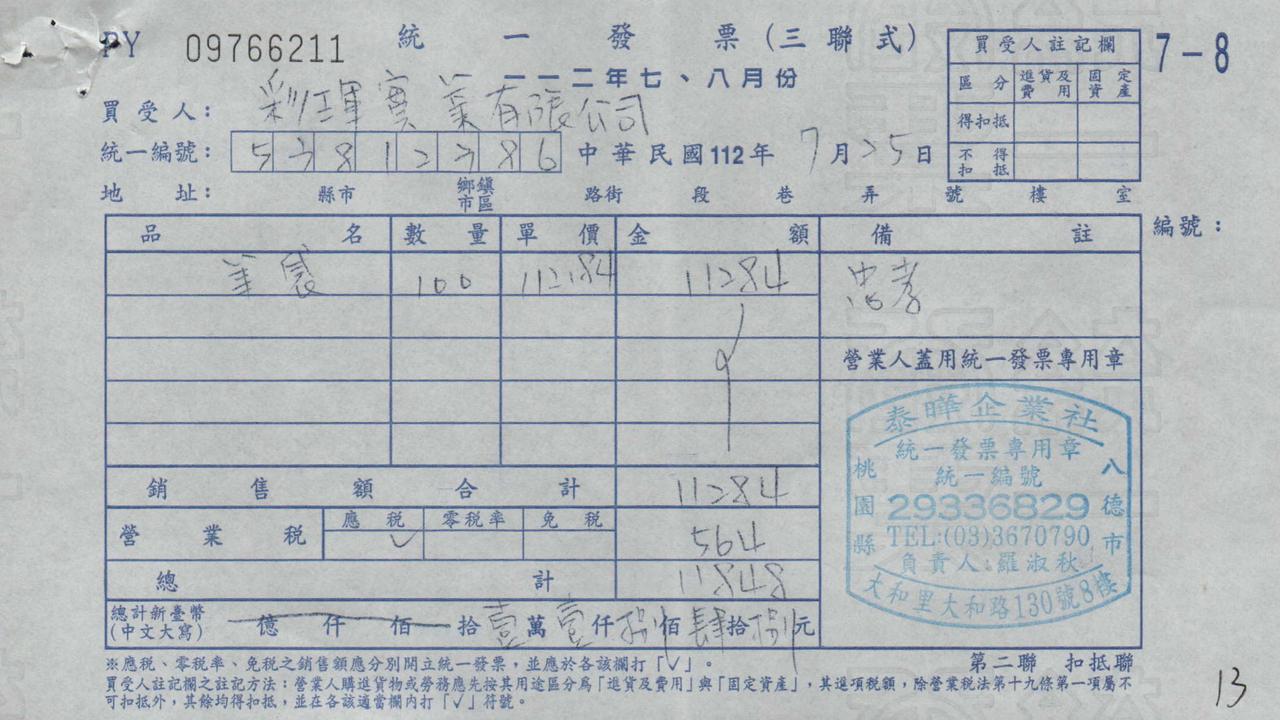 PY 09766211 統一發票(三聯式) 7-8
一一二年七、八月份
買受人註記欄
區分 進貨及費用 固定資產
得扣抵
不得扣抵
買受人: 彩琿實業有限公司
統一編號: 53812386 中華民國112年 7月25日
地址: 縣市 鄉鎮市區 路街 段 巷 弄 號 樓 室
品名 數量 單價 金額 備註 編號:
100 112.84 11284 忠孝
營業人蓋用統一發票專用章
泰曄企業社
統一發票專用章
統一編號
29336829
TEL:(03)3670790
負責人:羅淑秋
桃園縣 八德市
大和里大和路130號8樓
銷售額合計 11284
應稅 零稅率 免稅
營業稅 ✓ 564
總計 11848
總計新臺幣(中文大寫) 億仟佰拾壹萬壹仟捌佰肆拾捌元
※應稅、零稅率、免稅之銷售額應分別開立統一發票,並應於各該欄打「✓」。 第二聯 扣抵聯
買受人註記欄之註記方法:營業人購進貨物或勞務應先按其用途區分為「進貨及費用」與「固定資產」,其進項稅額,除營業稅法第十九條第一項屬不
可扣抵外,其餘均得扣抵,並在各該適當欄內打「✓」符號。
13